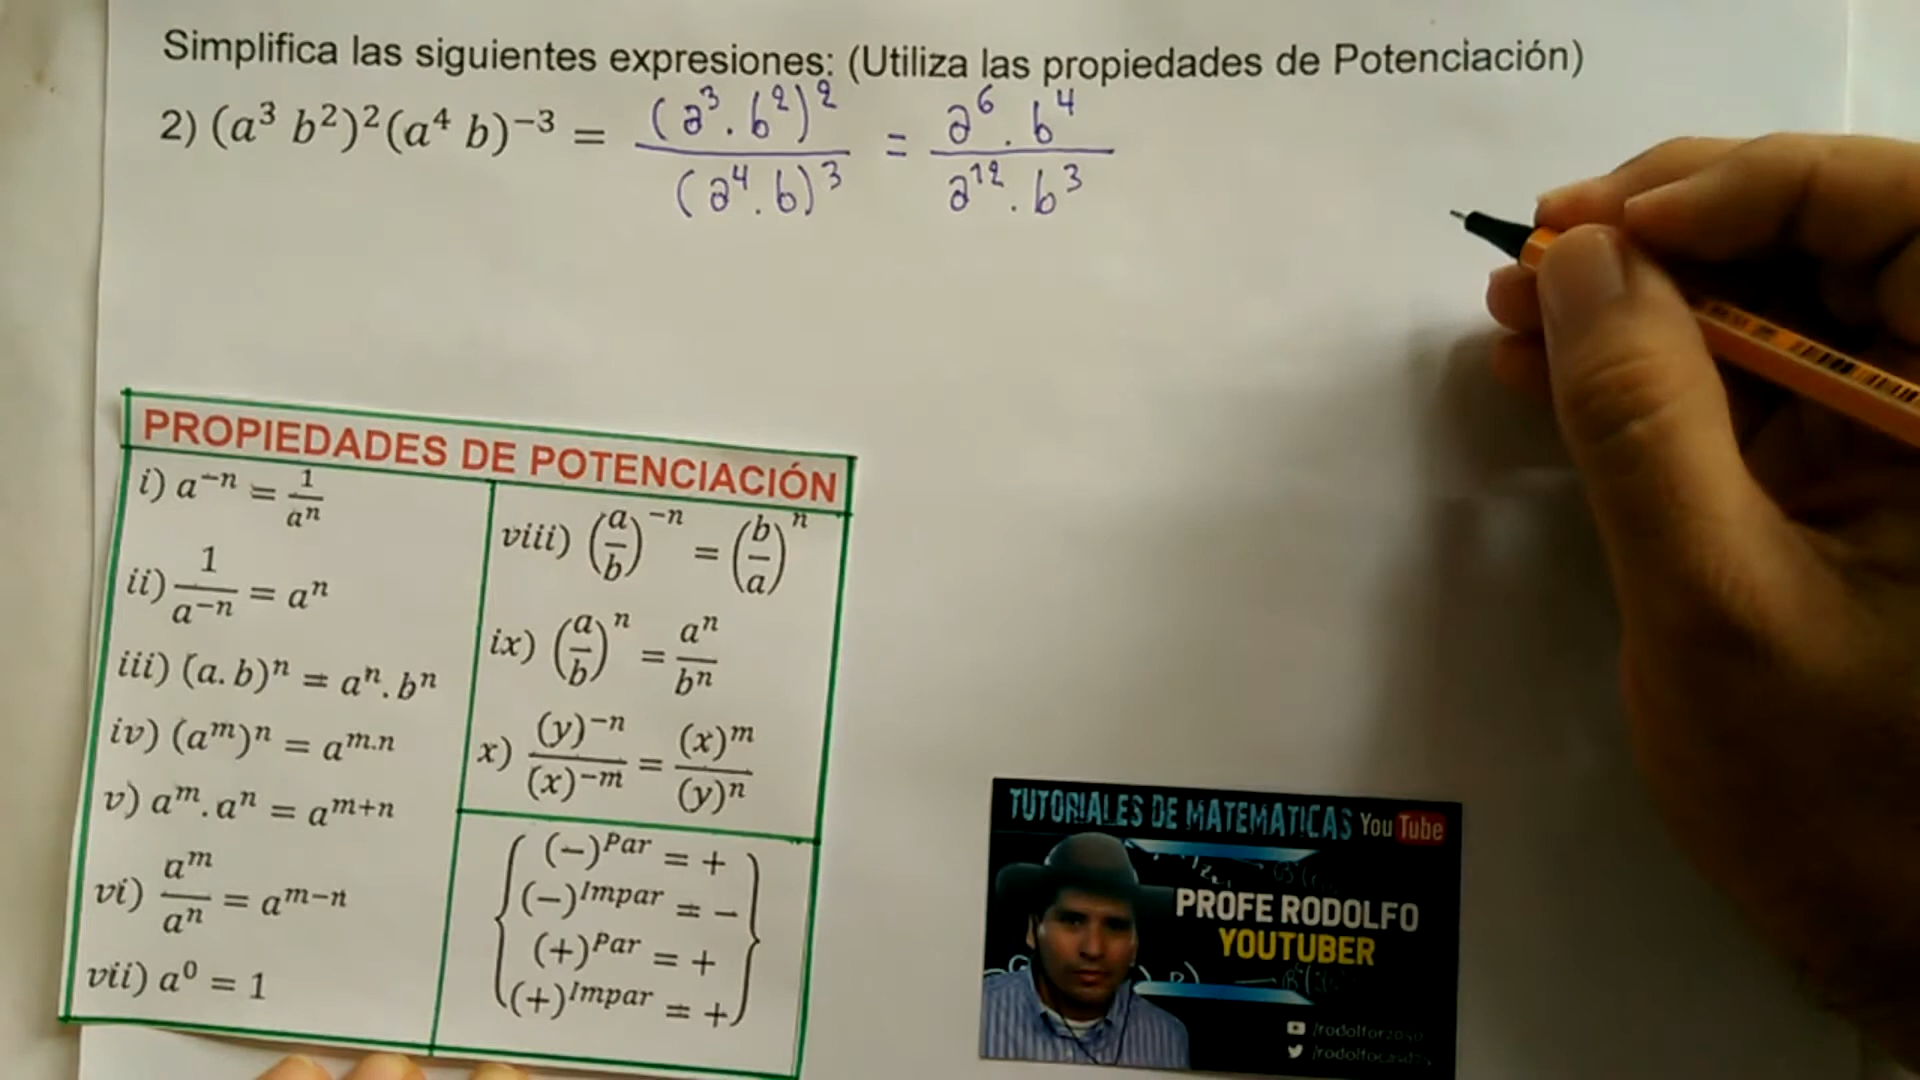 Simplifica las siguientes expresiones: (Utiliza las propiedades de Potenciación)
2) (a³ b²)²(a⁴ b)⁻³ = (a³ . b²)² / (a⁴ . b)³ = a⁶ . b⁴ / a¹² . b³
PROPIEDADES DE POTENCIACIÓN
i) a⁻ⁿ = 1/aⁿ
ii) 1/a⁻ⁿ = aⁿ
iii) (a. b)ⁿ = aⁿ. bⁿ
iv) (aᵐ)ⁿ = aᵐ·ⁿ
v) aᵐ. aⁿ = aᵐ⁺ⁿ
vi) aᵐ/aⁿ = aᵐ⁻ⁿ
vii) a⁰ = 1
viii) (a/b)⁻ⁿ = (b/a)ⁿ
ix) (a/b)ⁿ = aⁿ/bⁿ
x) (y)⁻ⁿ/(x)⁻ᵐ = (x)ᵐ/(y)ⁿ
(−)^Par = +
(−)^Impar = −
(+)^Par = +
(+)^Impar = +
TUTORIALES DE MATEMATICAS YouTube
PROFE RODOLFO
YOUTUBER